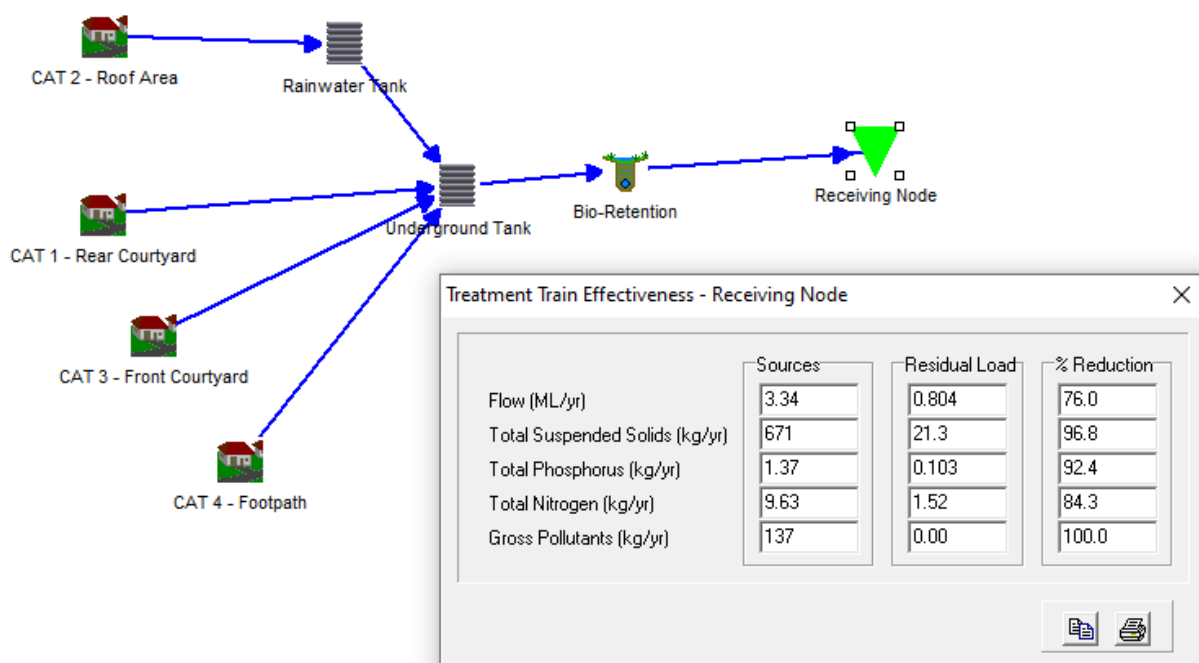 CAT 2 - Roof Area
Rainwater Tank
CAT 1 - Rear Courtyard
Underground Tank
Bio-Retention
Receiving Node
CAT 3 - Front Courtyard
CAT 4 - Footpath
Treatment Train Effectiveness - Receiving Node
Sources Residual Load % Reduction
Flow (ML/yr) 3.34 0.804 76.0
Total Suspended Solids (kg/yr) 671 21.3 96.8
Total Phosphorus (kg/yr) 1.37 0.103 92.4
Total Nitrogen (kg/yr) 9.63 1.52 84.3
Gross Pollutants (kg/yr) 137 0.00 100.0